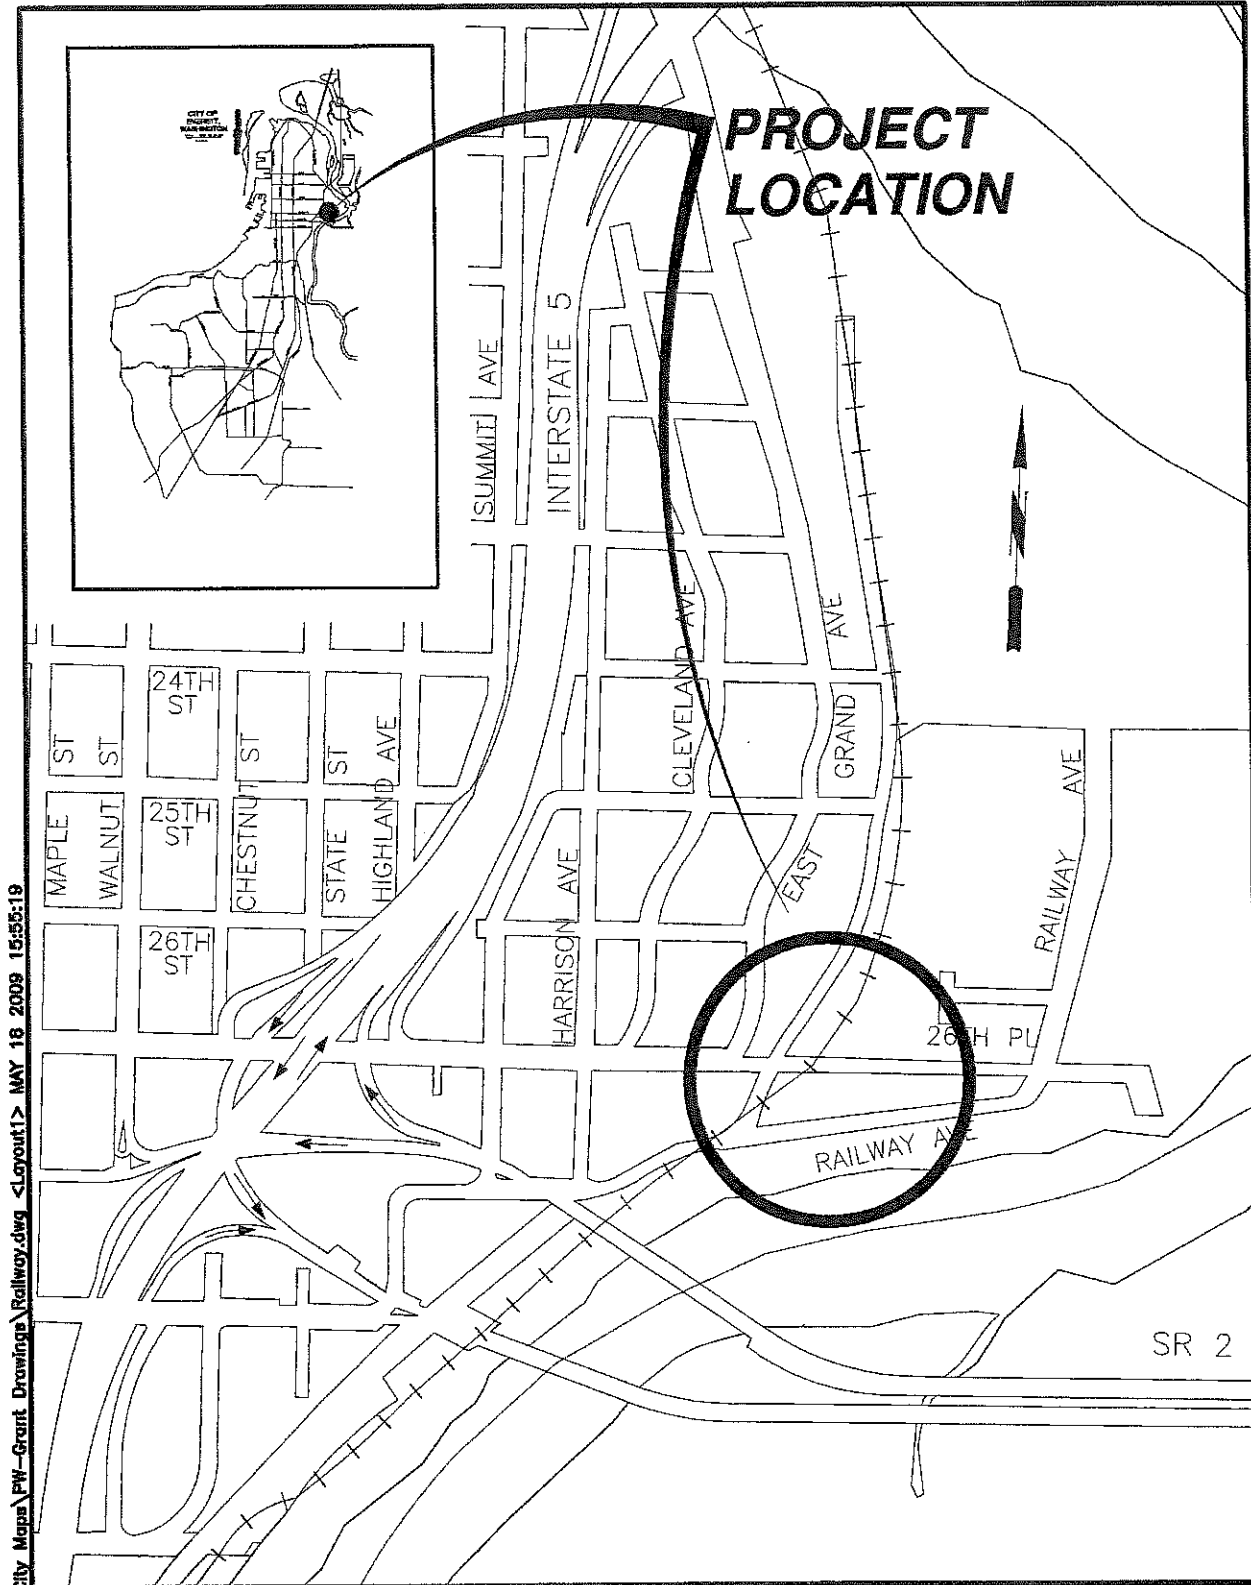 CITY OF
EVERETT,
WASHINGTON
PROJECT
LOCATION
SUMMIT AVE
INTERSTATE 5
CLEVELAND AVE
EAST GRAND AVE
MAPLE ST
WALNUT ST
24TH
ST
25TH
ST
26TH
ST
CHESTNUT ST
STATE ST
HIGHLAND AVE
HARRISON AVE
RAILWAY AVE
26TH PL
RAILWAY AVE
SR 2
N
City Maps\PW-Grant Drawings\Railway.dwg <Layout1> MAY 18 2009 15:55:19